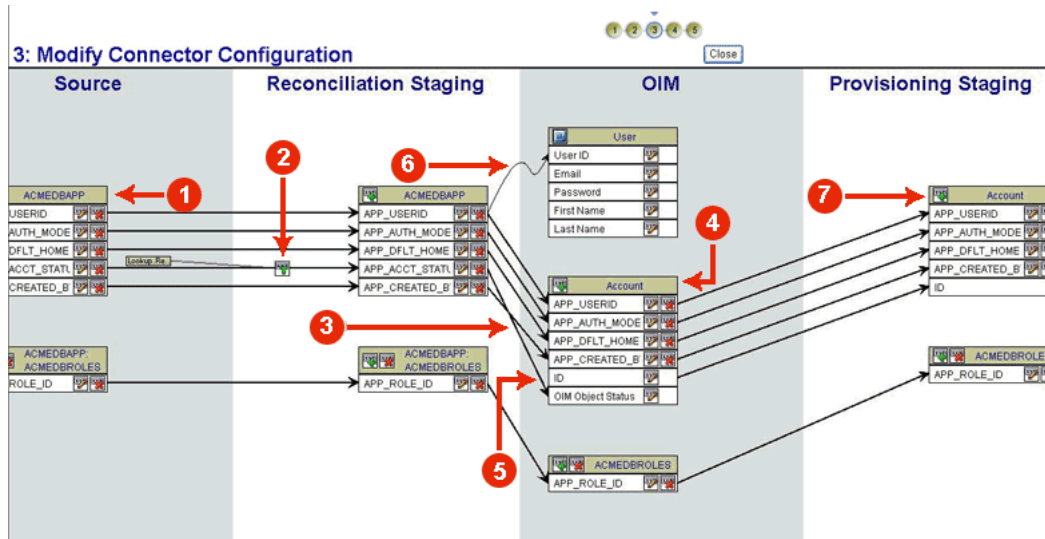 1 2 3 4 5
3: Modify Connector Configuration
Close
Source
Reconciliation Staging
OIM
Provisioning Staging
User
User ID
Email
Password
First Name
Last Name
1
2
6
7
4
3
5
ACMEDBAPP
USERID
AUTH_MODE
DFLT_HOME
ACCT_STATU
CREATED_B
Lookup.Re..
ACMEDBAPP
APP_USERID
APP_AUTH_MODE
APP_DFLT_HOME
APP_ACCT_STATU
APP_CREATED_B
Account
APP_USERID
APP_AUTH_MODE
APP_DFLT_HOME
APP_CREATED_B
ID
OIM Object Status
Account
APP_USERID
APP_AUTH_MODE
APP_DFLT_HOME
APP_CREATED_B
ID
ACMEDBAPP:
ACMEDBROLES
ROLE_ID
ACMEDBAPP:
ACMEDBROLES
APP_ROLE_ID
ACMEDBROLES
APP_ROLE_ID
ACMEDBROLE
APP_ROLE_ID